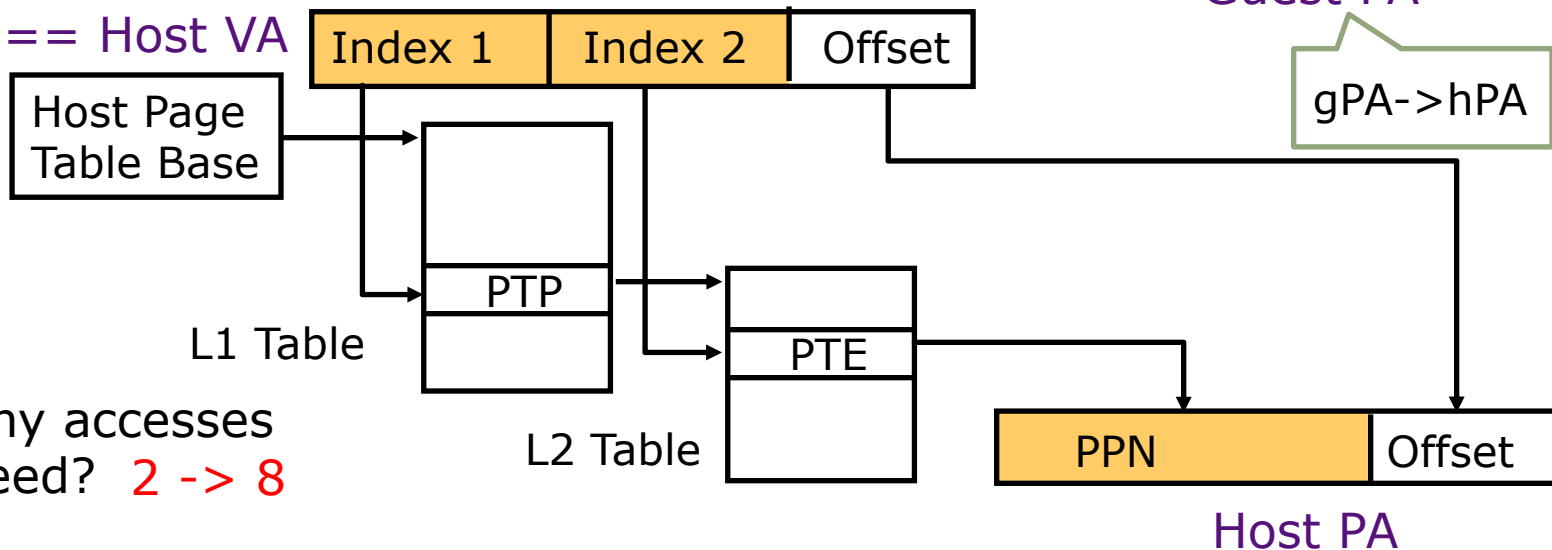 == Host VA
Index 1
Index 2
Offset
gPA->hPA
Host Page
Table Base
PTP
L1 Table
PTE
accesses
L2 Table
2 -> 8
PPN
Offset
Host PA